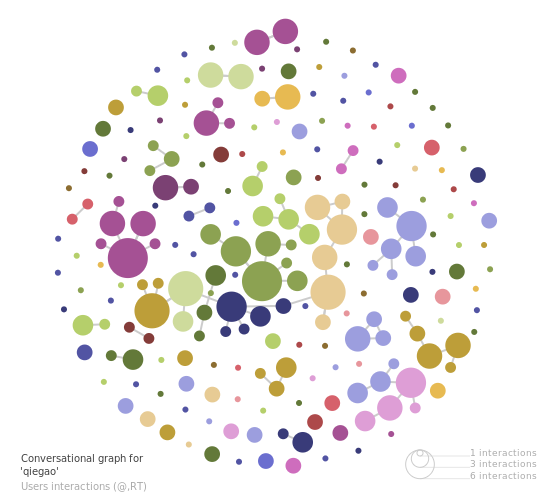 Conversational graph for
'qiegao'
Users interactions (@,RT)
1 interactions
3 interactions
6 interactions